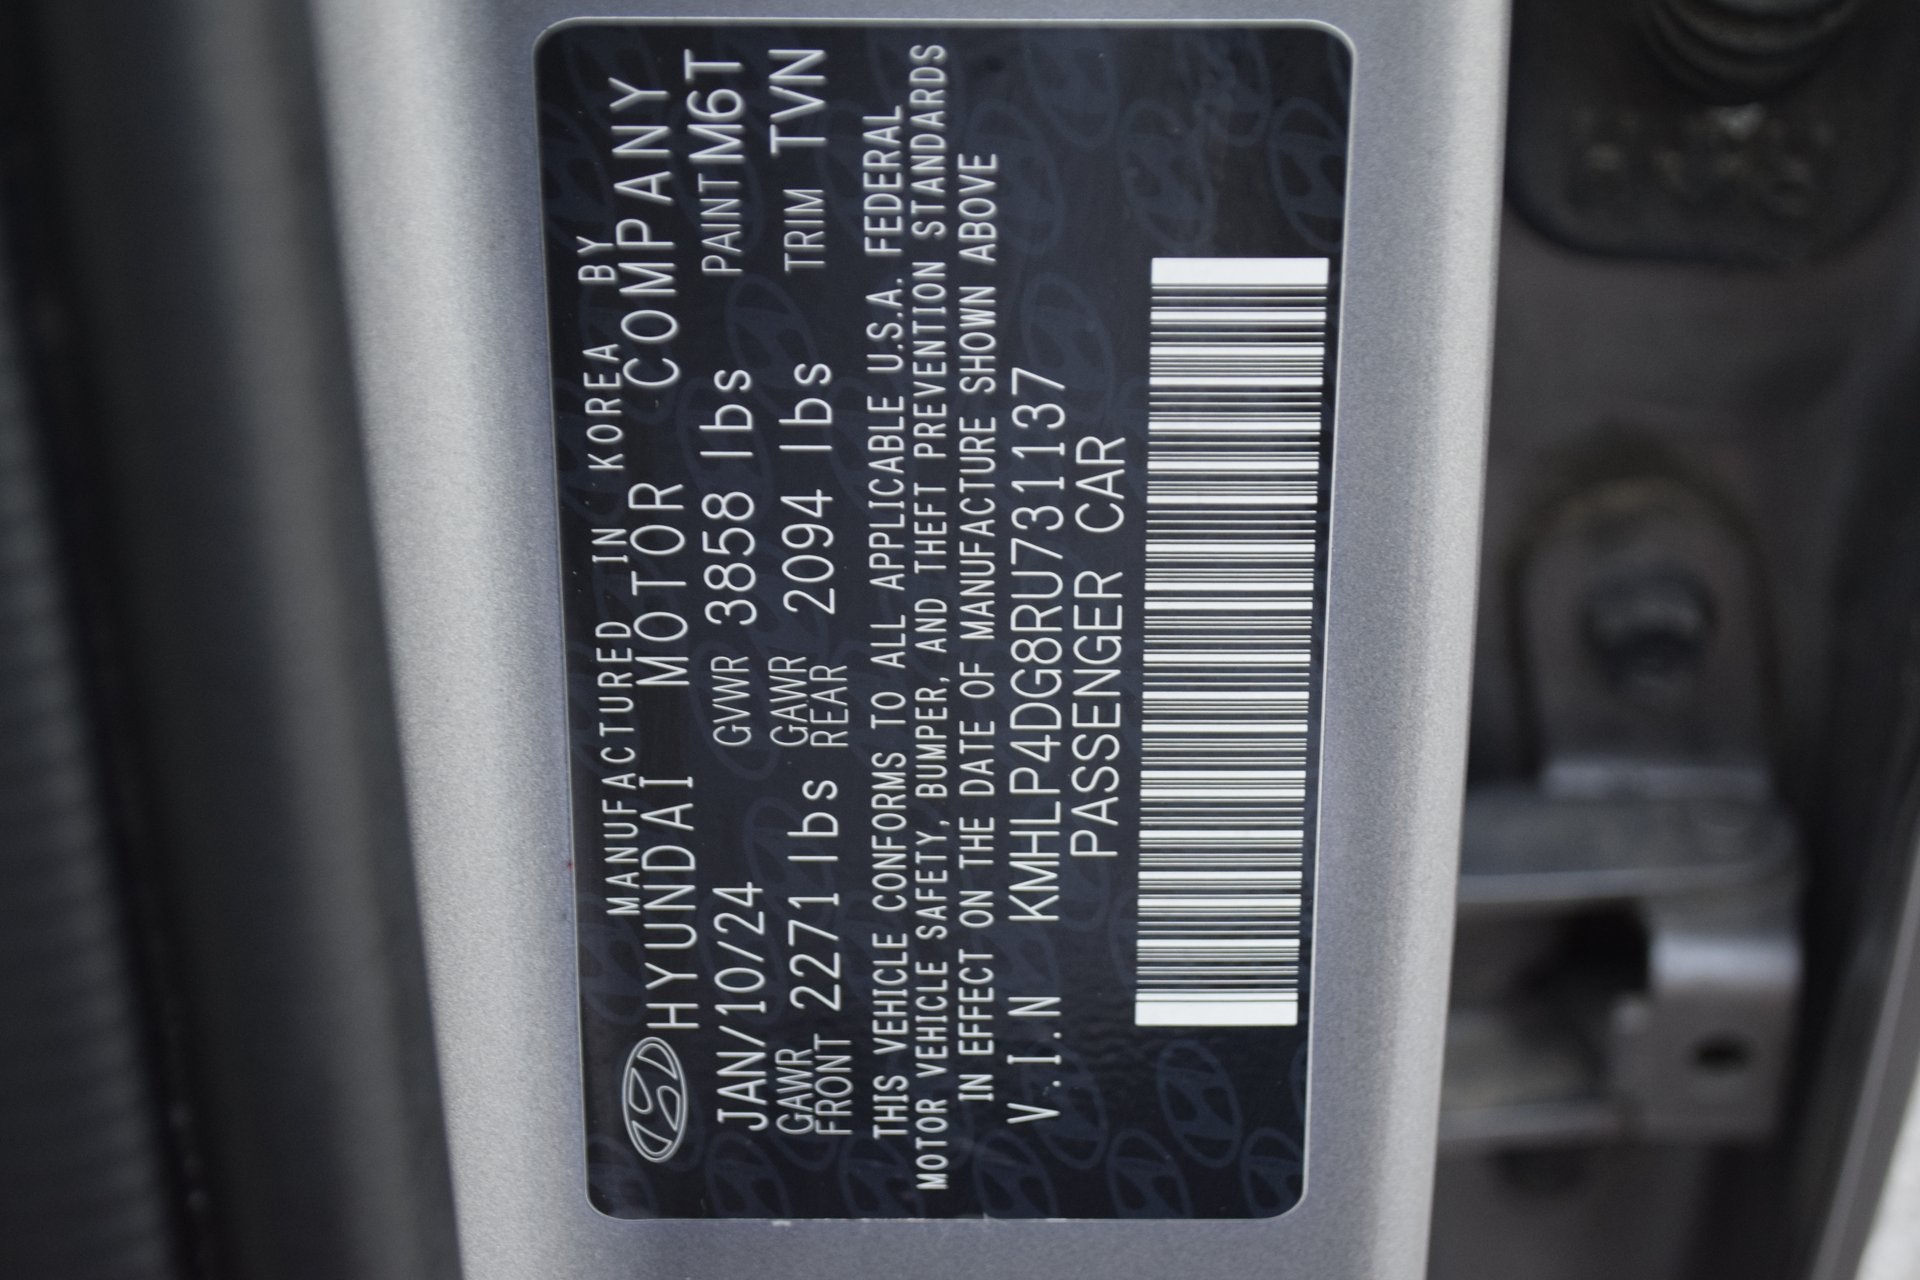 MANUFACTURED IN KOREA BY
HYUNDAI MOTOR COMPANY
JAN/10/24 GVWR 3858 lbs PAINT M6T
GAWR FRONT 2271 lbs GAWR REAR 2094 lbs TRIM TVN
THIS VEHICLE CONFORMS TO ALL APPLICABLE U.S.A. FEDERAL
MOTOR VEHICLE SAFETY, BUMPER, AND THEFT PREVENTION STANDARDS
IN EFFECT ON THE DATE OF MANUFACTURE SHOWN ABOVE
V.I.N KMHLP4DG8RU731137
PASSENGER CAR